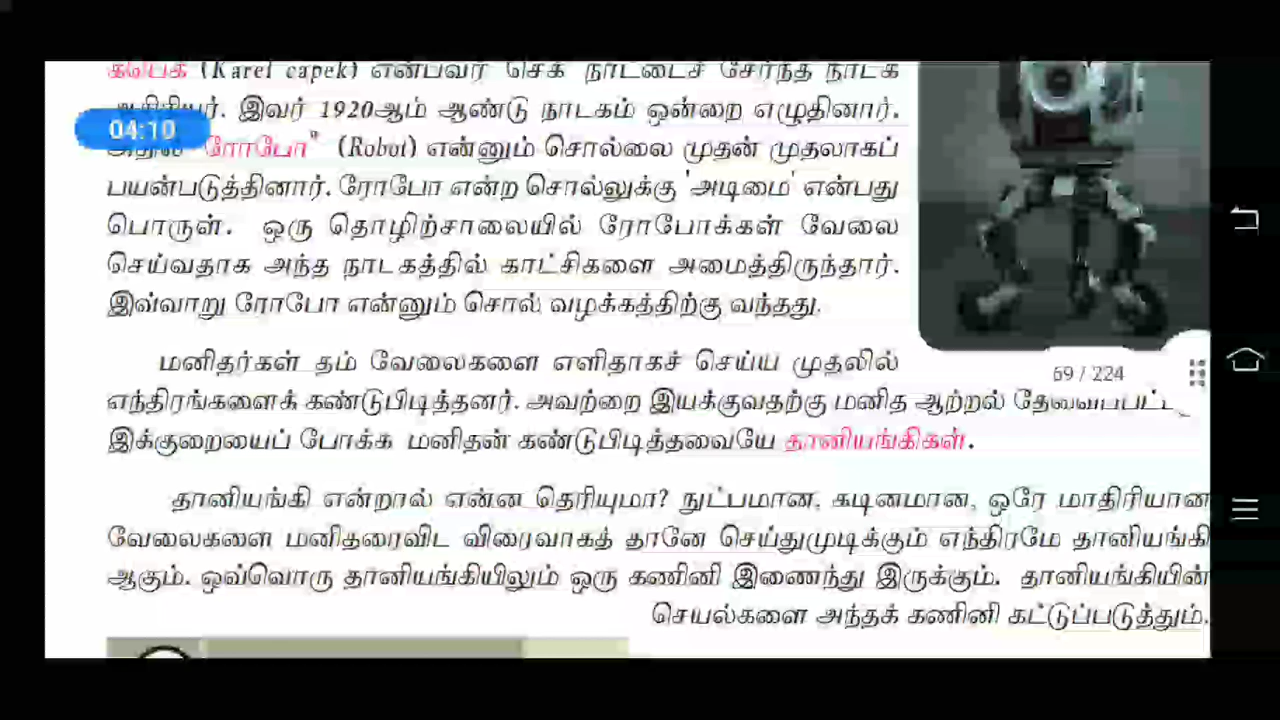 (Karel capek) என்பவர் செக் நாட்டைச் சேர்ந்த நாடக
இவர் 1920ஆம் ஆண்டு நாடகம் ஒன்றை எழுதினார்.
04:10
ரோபோ" (Robot) என்னும் சொல்லை முதன் முதலாகப்
பயன்படுத்தினார். ரோபோ என்ற சொல்லுக்கு 'அடிமை' என்பது
பொருள். ஒரு தொழிற்சாலையில் ரோபோக்கள் வேலை
செய்வதாக அந்த நாடகத்தில் காட்சிகளை அமைத்திருந்தார்.
இவ்வாறு ரோபோ என்னும் சொல் வழக்கத்திற்கு வந்தது.
மனிதர்கள் தம் வேலைகளை எளிதாகச் செய்ய முதலில்
69 / 224
எந்திரங்களைக் கண்டுபிடித்தனர். அவற்றை இயக்குவதற்கு மனித ஆற்றல்
இக்குறையைப் போக்க மனிதன் கண்டுபிடித்தவையே தானியங்கிகள்.
தானியங்கி என்றால் என்ன தெரியுமா? நுட்பமான, கடினமான, ஒரே மாதிரியான
வேலைகளை மனிதரைவிட விரைவாகத் தானே செய்துமுடிக்கும் எந்திரமே தானியங்கி
ஆகும். ஒவ்வொரு தானியங்கியிலும் ஒரு கணினி இணைந்து இருக்கும். தானியங்கியின்
செயல்களை அந்தக் கணினி கட்டுப்படுத்தும்.